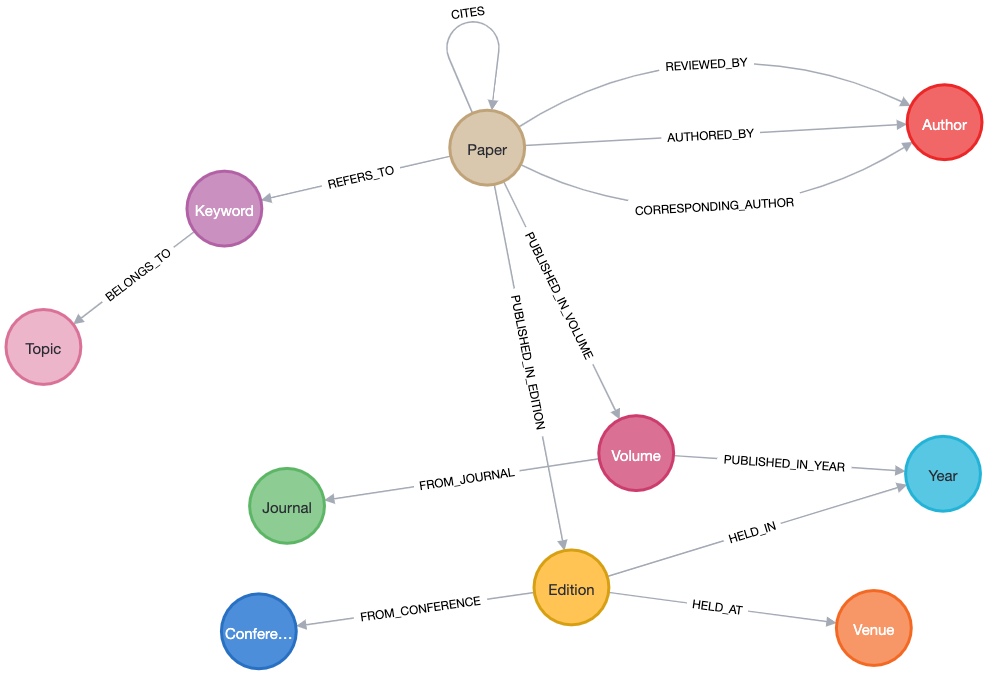 CITES
REVIEWED_BY
Author
AUTHORED_BY
Paper
REFERS_TO
CORRESPONDING_AUTHOR
Keyword
BELONGS_TO
PUBLISHED_IN_VOLUME
Topic
PUBLISHED_IN_EDITION
Volume
PUBLISHED_IN_YEAR
Year
FROM_JOURNAL
Journal
HELD_IN
Edition
HELD_AT
FROM_CONFERENCE
Venue
Confere…